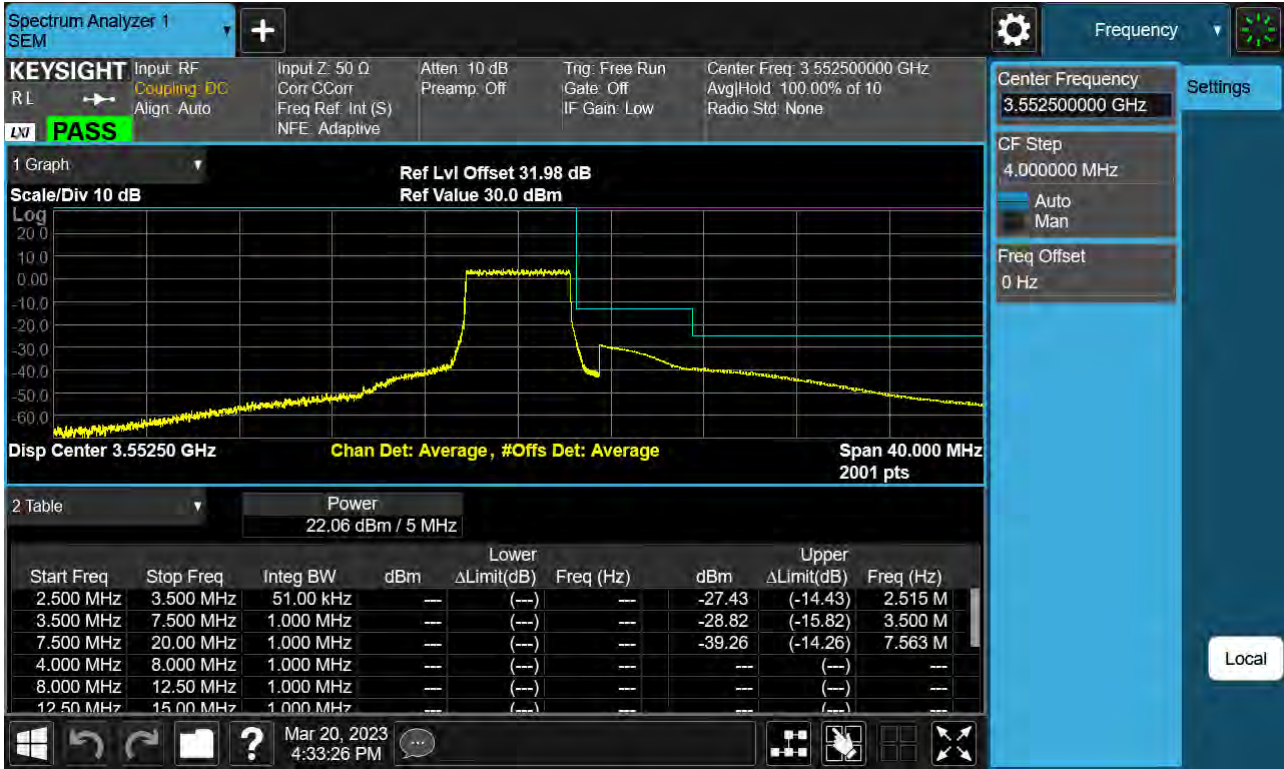 Spectrum Analyzer 1
SEM
+
Frequency
KEYSIGHT
R L
LXI
PASS
Input: RF
Coupling: DC
Align: Auto
Input Z: 50 Ω
Corr CCorr
Freq Ref: Int (S)
NFE: Adaptive
Atten: 10 dB
Preamp: Off
Trig: Free Run
Gate: Off
IF Gain: Low
Center Freq: 3.552500000 GHz
Avg|Hold: 100.00% of 10
Radio Std: None
Center Frequency
3.552500000 GHz
Settings
CF Step
4.000000 MHz
Auto
Man
Freq Offset
0 Hz
1 Graph
Scale/Div 10 dB
Ref Lvl Offset 31.98 dB
Ref Value 30.0 dBm
Log
20.0
10.0
0.00
-10.0
-20.0
-30.0
-40.0
-50.0
-60.0
Disp Center 3.55250 GHz
Chan Det: Average, #Offs Det: Average
Span 40.000 MHz
2001 pts
2 Table
Power
22.06 dBm / 5 MHz
Lower Upper
Start Freq Stop Freq Integ BW dBm ΔLimit(dB) Freq (Hz) dBm ΔLimit(dB) Freq (Hz)
2.500 MHz 3.500 MHz 51.00 kHz --- (---) --- -27.43 (-14.43) 2.515 M
3.500 MHz 7.500 MHz 1.000 MHz --- (---) --- -28.82 (-15.82) 3.500 M
7.500 MHz 20.00 MHz 1.000 MHz --- (---) --- -39.26 (-14.26) 7.563 M
4.000 MHz 8.000 MHz 1.000 MHz --- (---) --- --- (---) ---
8.000 MHz 12.50 MHz 1.000 MHz --- (---) --- --- (---) ---
12.50 MHz 15.00 MHz 1.000 MHz --- (---) --- --- (---) ---
Local
?
Mar 20, 2023
4:33:26 PM